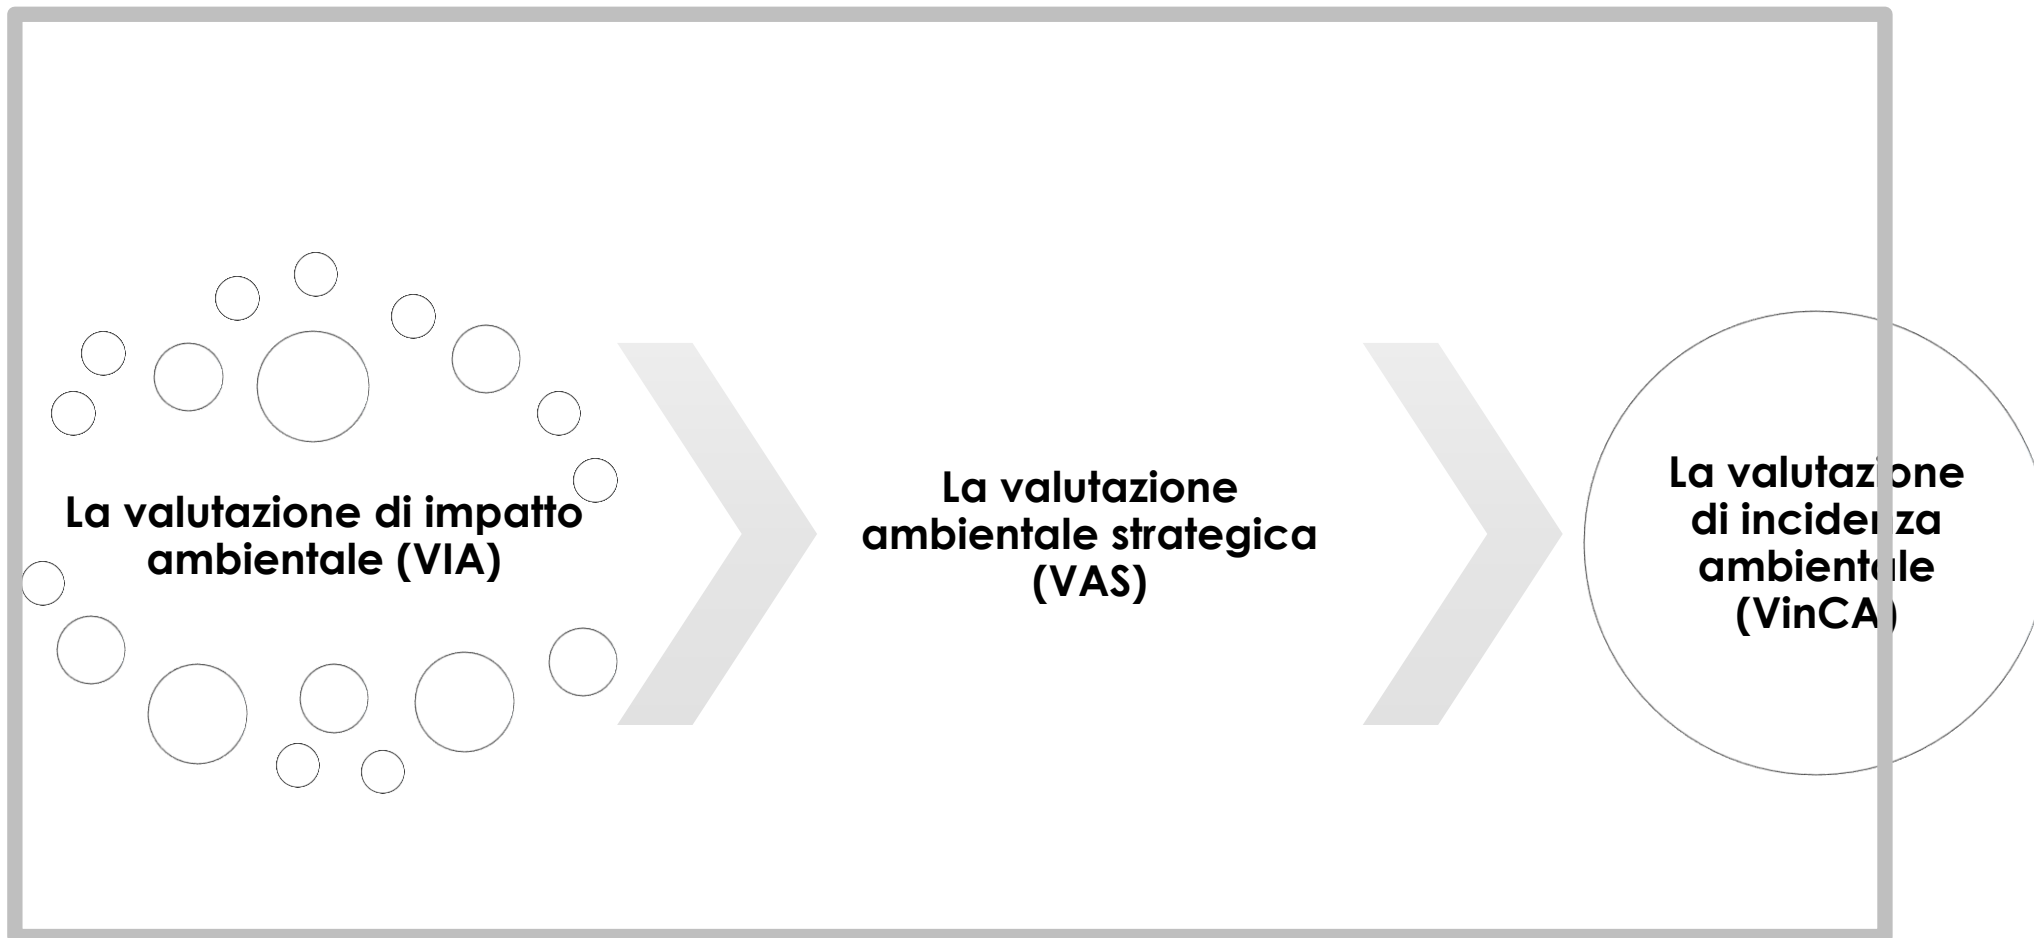 La valutazione di impatto
ambientale (VIA)
La valutazione
ambientale strategica
(VAS)
La valutazione
di incidenza
ambientale
(VinCA)